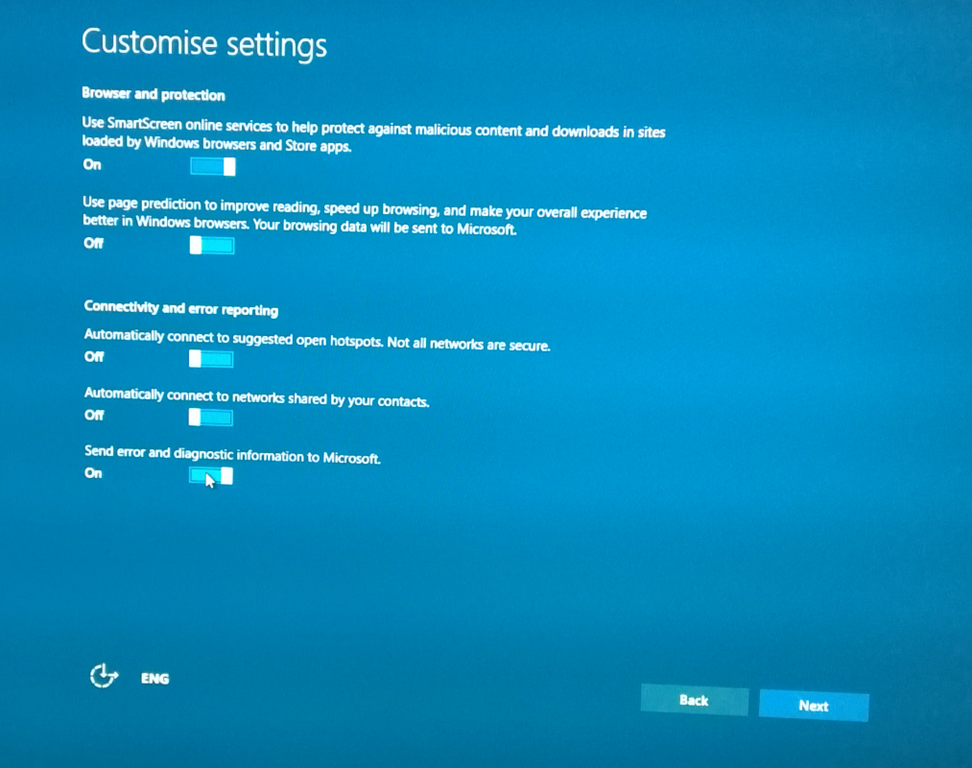 Customise settings
Browser and protection
Use SmartScreen online services to help protect against malicious content and downloads in sites
loaded by Windows browsers and Store apps.
On
Use page prediction to improve reading, speed up browsing, and make your overall experience
better in Windows browsers. Your browsing data will be sent to Microsoft.
Off
Connectivity and error reporting
Automatically connect to suggested open hotspots. Not all networks are secure.
Off
Automatically connect to networks shared by your contacts.
Off
Send error and diagnostic information to Microsoft.
On
ENG
Back
Next